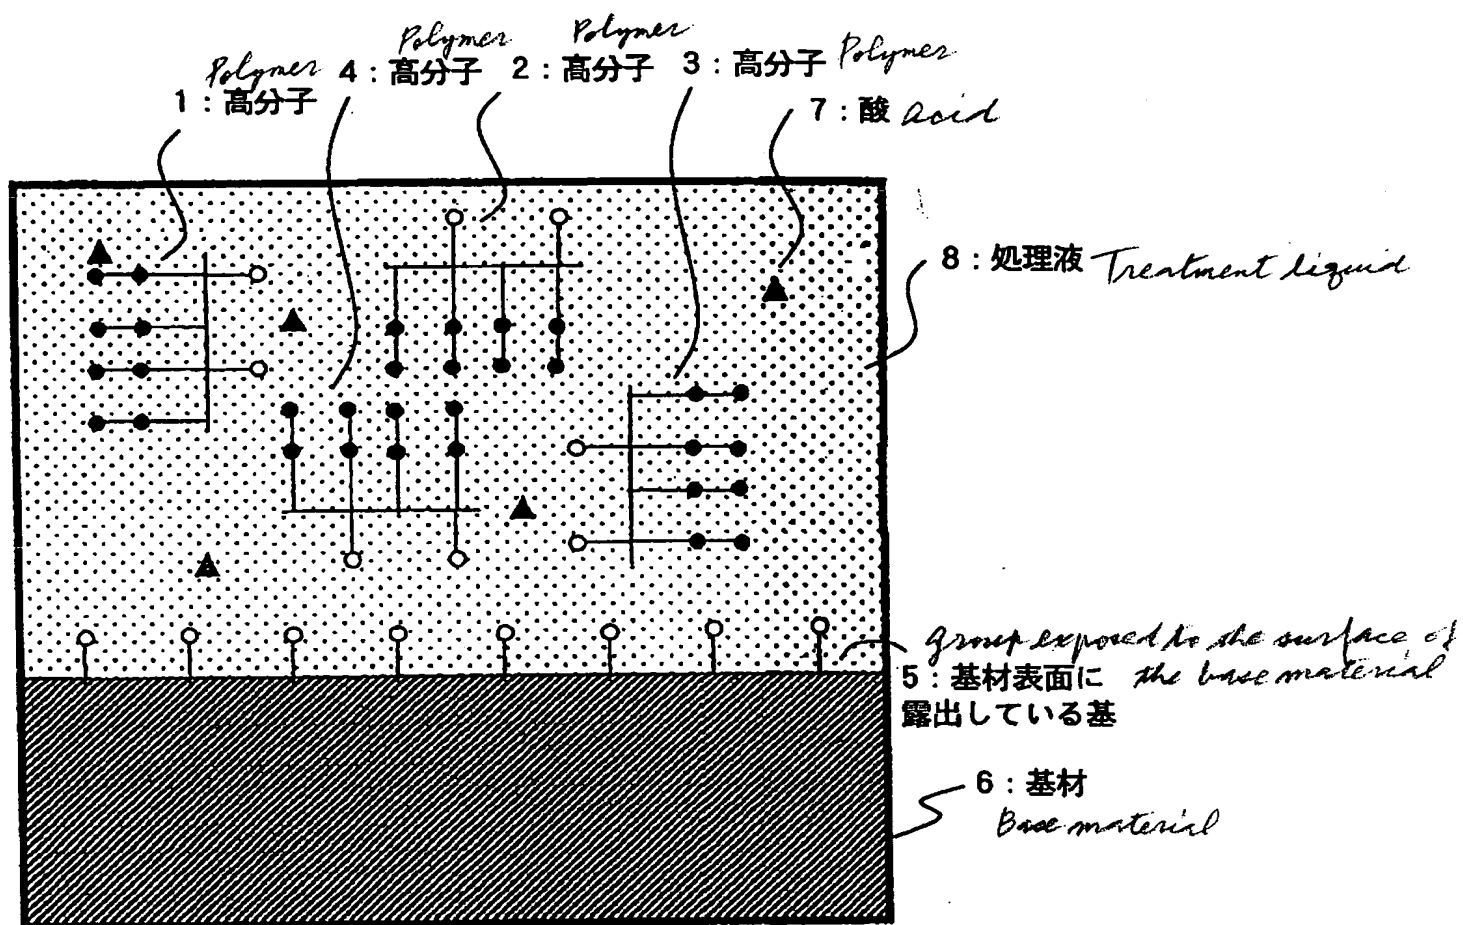 Polymer
1：高分子
Polymer
4：高分子
Polymer
2：高分子
3：高分子 Polymer
7：酸 acid
8：処理液 Treatment liquid
group exposed to the surface of
5：基材表面に the base material
露出している基
6：基材
Base material